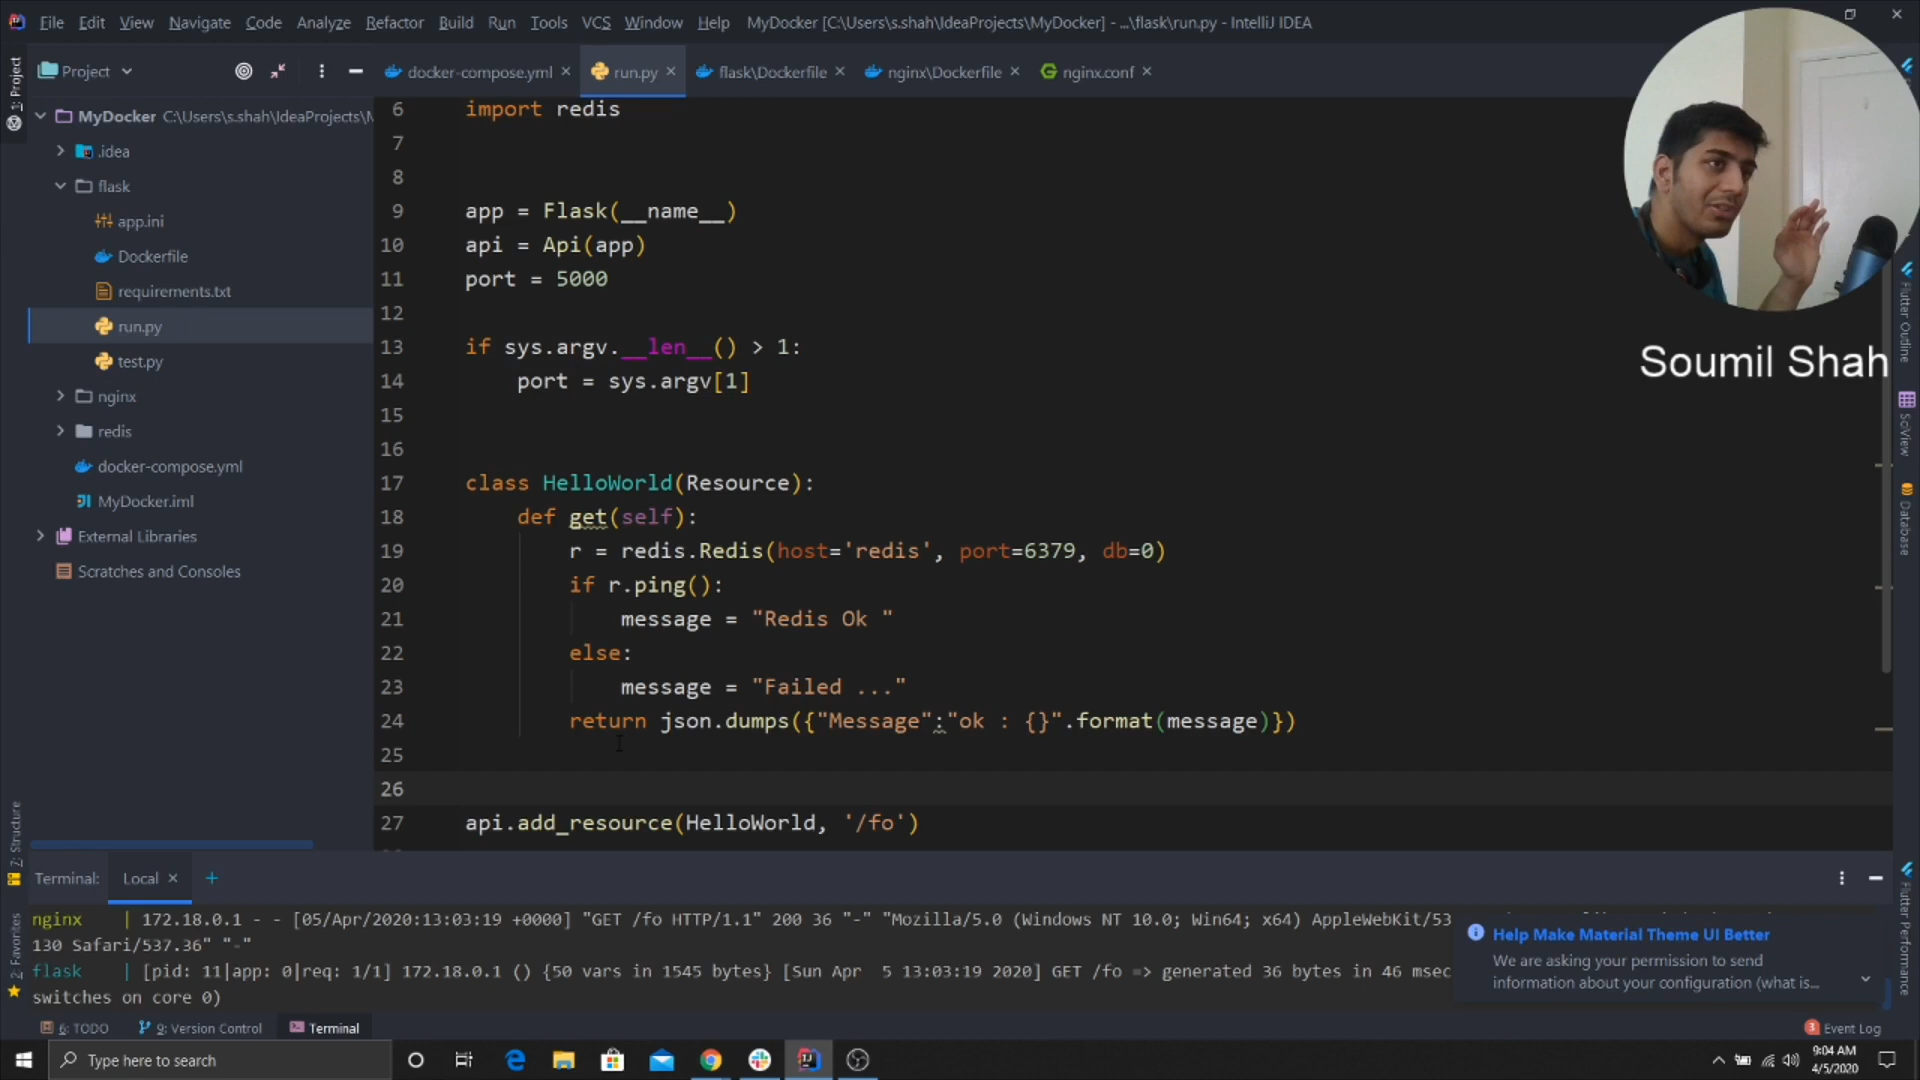 File Edit View Navigate Code Analyze Refactor Build Run Tools VCS Window Help MyDocker [C:\Users\s.shah\IdeaProjects\MyDocker] - ...\flask\run.py - IntelliJ IDEA
Project
docker-compose.yml run.py flask\Dockerfile nginx\Dockerfile nginx.conf
1: Project
MyDocker C:\Users\s.shah\IdeaProjects\
.idea
flask
app.ini
Dockerfile
requirements.txt
run.py
test.py
nginx
redis
docker-compose.yml
MyDocker.iml
External Libraries
Scratches and Consoles
6 import redis
7
8
9 app = Flask(__name__)
10 api = Api(app)
11 port = 5000
12
13 if sys.argv.__len__() > 1:
14 port = sys.argv[1]
15
16
17 class HelloWorld(Resource):
18 def get(self):
19 r = redis.Redis(host='redis', port=6379, db=0)
20 if r.ping():
21 message = "Redis Ok "
22 else:
23 message = "Failed ..."
24 return json.dumps({"Message":"ok : {}".format(message)})
25
26
27 api.add_resource(HelloWorld, '/fo')
Soumil Shah
Flutter Outline
SciView
Database
Flutter Performance
7: Structure
2: Favorites
Terminal: Local +
nginx | 172.18.0.1 - - [05/Apr/2020:13:03:19 +0000] "GET /fo HTTP/1.1" 200 36 "-" "Mozilla/5.0 (Windows NT 10.0; Win64; x64) AppleWebKit/53
130 Safari/537.36" "-"
flask | [pid: 11|app: 0|req: 1/1] 172.18.0.1 () {50 vars in 1545 bytes} [Sun Apr 5 13:03:19 2020] GET /fo => generated 36 bytes in 46 msec
switches on core 0)
Help Make Material Theme UI Better
We are asking your permission to send
information about your configuration (what is...
6: TODO 9: Version Control Terminal
3 Event Log
Type here to search
9:04 AM
4/5/2020